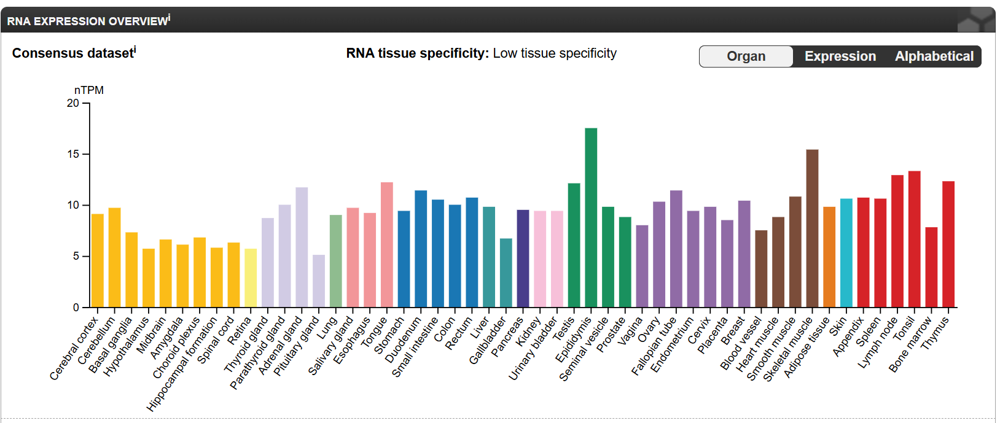 RNA EXPRESSION OVERVIEWi
Consensus dataseti
RNA tissue specificity: Low tissue specificity
Organ
Expression
Alphabetical
nTPM
20
15
10
5
0
Cerebral cortex
Cerebellum
Basal ganglia
Hypothalamus
Midbrain
Amygdala
Choroid plexus
Hippocampal formation
Spinal cord
Retina
Thyroid gland
Parathyroid gland
Adrenal gland
Pituitary gland
Lung
Salivary gland
Esophagus
Tongue
Stomach
Duodenum
Small intestine
Colon
Rectum
Liver
Gallbladder
Pancreas
Kidney
Urinary bladder
Testis
Epididymis
Seminal vesicle
Prostate
Vagina
Ovary
Fallopian tube
Endometrium
Cervix
Placenta
Breast
Blood vessel
Heart muscle
Smooth muscle
Skeletal muscle
Adipose tissue
Skin
Appendix
Spleen
Lymph node
Tonsil
Bone marrow
Thymus